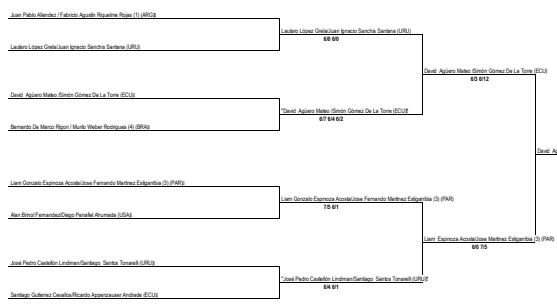 Juan Pablo Allendez / Fabricio Agustin Riquelme Rojas (1) (ARG)‡
Lautaro López Grela/Juan Ignacio Sanchis Santana (URU)
6/0 6/0
Lautaro López Grela/Juan Ignacio Sanchis Santana (URU)‡
David Agüero Mateo /Simón Gómez De La Torre (ECU)
6/3 6/12
David Agüero Mateo /Simón Gómez De La Torre (ECU)‡
"David Agüero Mateo /Simón Gómez De La Torre (ECU)‡"
6/7 6/4 6/2
Bernardo De Marco Rigon / Murilo Weber Rodrigues (4) (BRA)‡
David Ag
Liam Gonzalo Espinoza Acosta/Jose Fernando Martinez Estigarribia (3) (PAR)‡
Liam Gonzalo Espinoza Acosta/Jose Fernando Martinez Estigarribia (3) (PAR)
7/5 6/1
Alan Brinol Fernandez/Diego Penafiel Ahumada (USA)‡
Liam Espinoza Acosta/Jose Martinez Estigarribia (3) (PAR)
6/0 7/5
José Pedro Castellón Lindiman/Santiago Santos Tonarelli (URU)‡
"José Pedro Castellón Lindiman/Santiago Santos Tonarelli (URU)‡"
6/4 6/1
Santiago Gutierrez Cevallos/Ricardo Appenzauser Andrade (ECU)‡